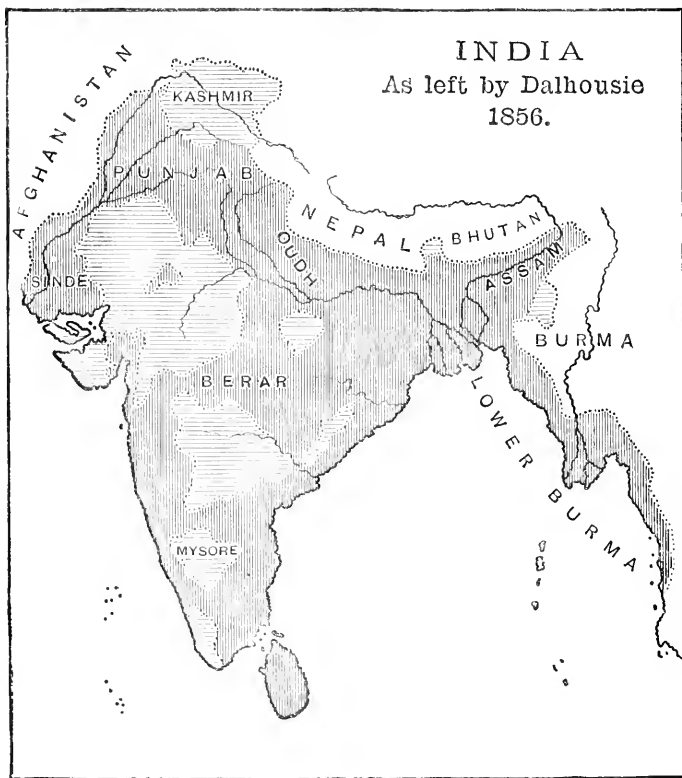 INDIA
As left by Dalhousie
1856.
AFGHANISTAN
KASHMIR
PUNJAB
NEPAL
BHUTAN
OUDH
ASSAM
SINDE
BURMA
BERAR
LOWER BURMA
MYSORE